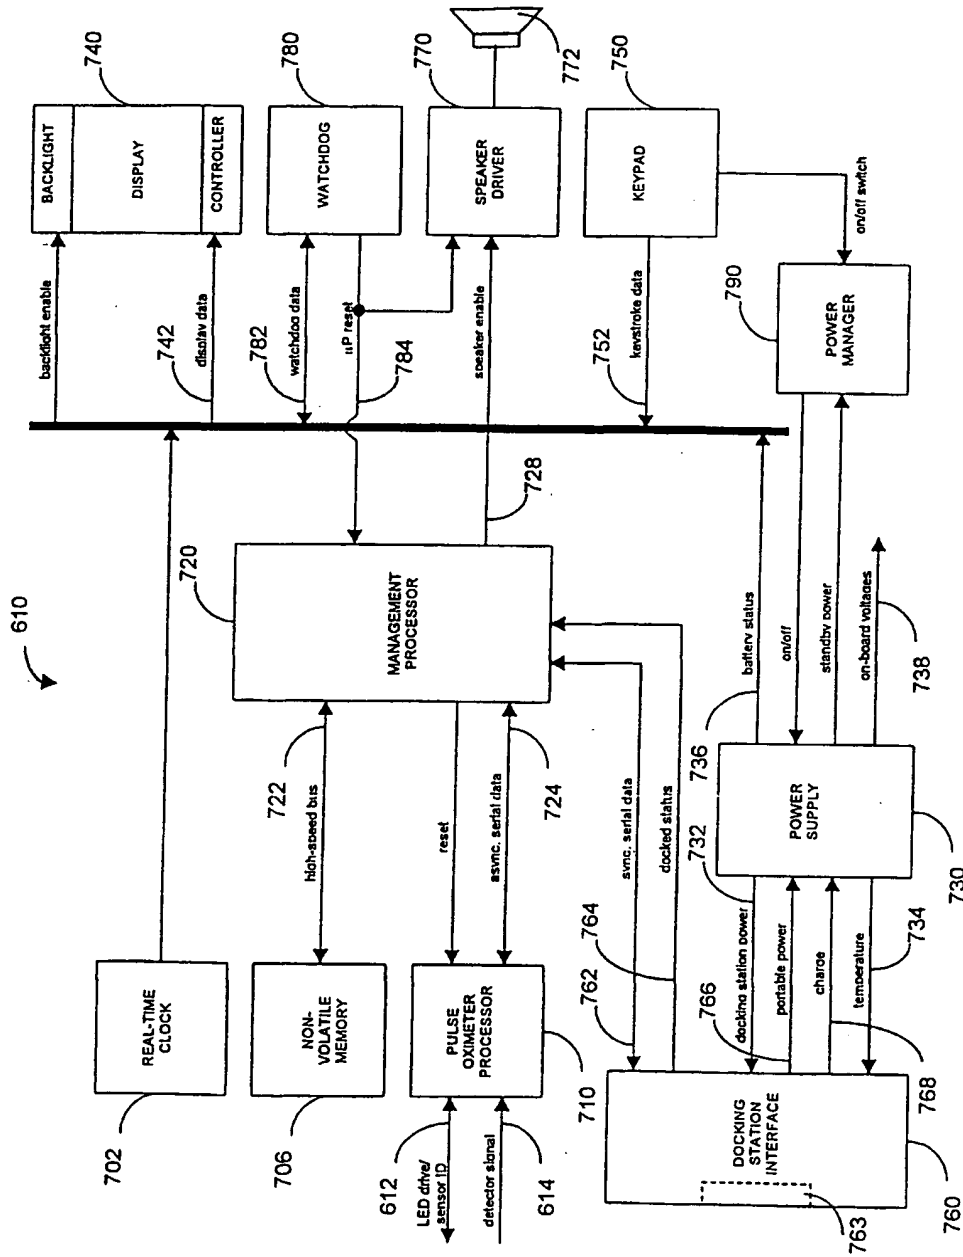 610
702
REAL-TIME
CLOCK
706
NON-
VOLATILE
MEMORY
612
LED drive/
sensor ID
detector signal
614
PULSE
OXIMETER
PROCESSOR
710
722
high-speed bus
reset
async. serial data
724
720
MANAGEMENT
PROCESSOR
728
BACKLIGHT
DISPLAY
CONTROLLER
740
backlight enable
742
display data
WATCHDOG
780
782
watchdog data
µP reset
784
SPEAKER
DRIVER
770
772
speaker enable
KEYPAD
750
752
keystroke data
on/off switch
790
POWER
MANAGER
762
764
sync. serial data
docked status
DOCKING
STATION
INTERFACE
763
760
732
docking station power
766
portable power
charge
768
temperature
734
POWER
SUPPLY
730
736
battery status
on/off
standby power
on-board voltages
738